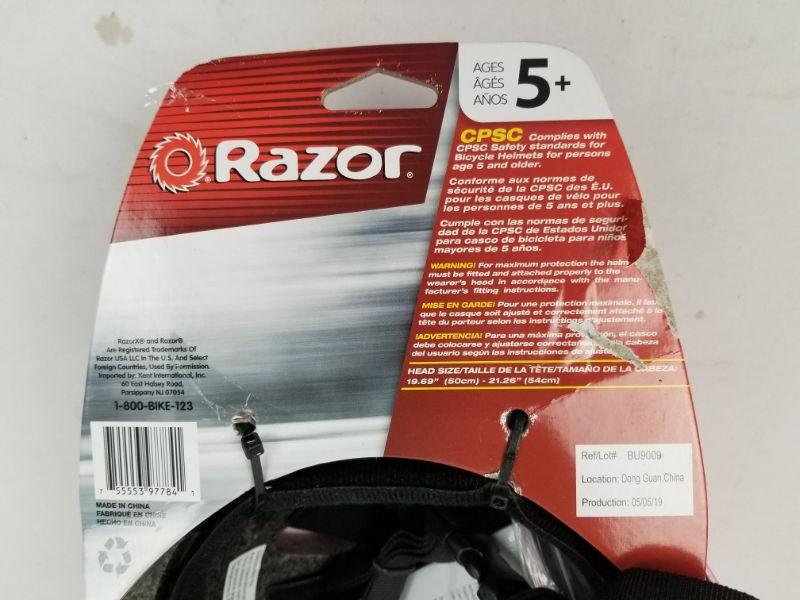 AGES
ÂGES
AÑOS
5+
Razor
CPSC Complies with
CPSC Safety standards for
Bicycle Helmets for persons
age 5 and older.
Conforme aux normes de
sécurité de la CPSC des É.U.
pour les casques de vélo pour
les personnes de 5 ans et plus.
Cumple con las normas de seguri-
dad de la CPSC de Estados Unidos
para casco de bicicleta para niños
mayores de 5 años.
WARNING! For maximum protection the helm
must be fitted and attached properly to the
wearer's head in accordance with the manu-
facturer's fitting instructions.
MISE EN GARDE! Pour une protection maximale, il fau
que le casque soit ajusté et correctement attaché à la
tête du porteur selon les instructions d'ajustement.
¡ADVERTENCIA! Para una máxima pro ión, el casco
debe colocarse y ajustarse correctame la cabeza
del usuario según las instrucciones de ajuste
HEAD SIZE/TAILLE DE LA TÊTE/TAMAÑO DE LA CABEZA:
19.69" (50cm) - 21.26" (54cm)
RazorX® and Razor®
Are Registered Trademarks Of
Razor USA LLC In The U.S. And Select
Foreign Countries, Used By Permission.
Imported by: Kent International, Inc.
60 East Halsey Road,
Parsippany NJ 07054
1-800-BIKE-123
7 55553 97784 1
MADE IN CHINA
FABRIQUÉ EN CHINE
HECHO EN CHINA
Ref/Lot# BU9009
Location: Dong Guan.China
Production: 05/05/19